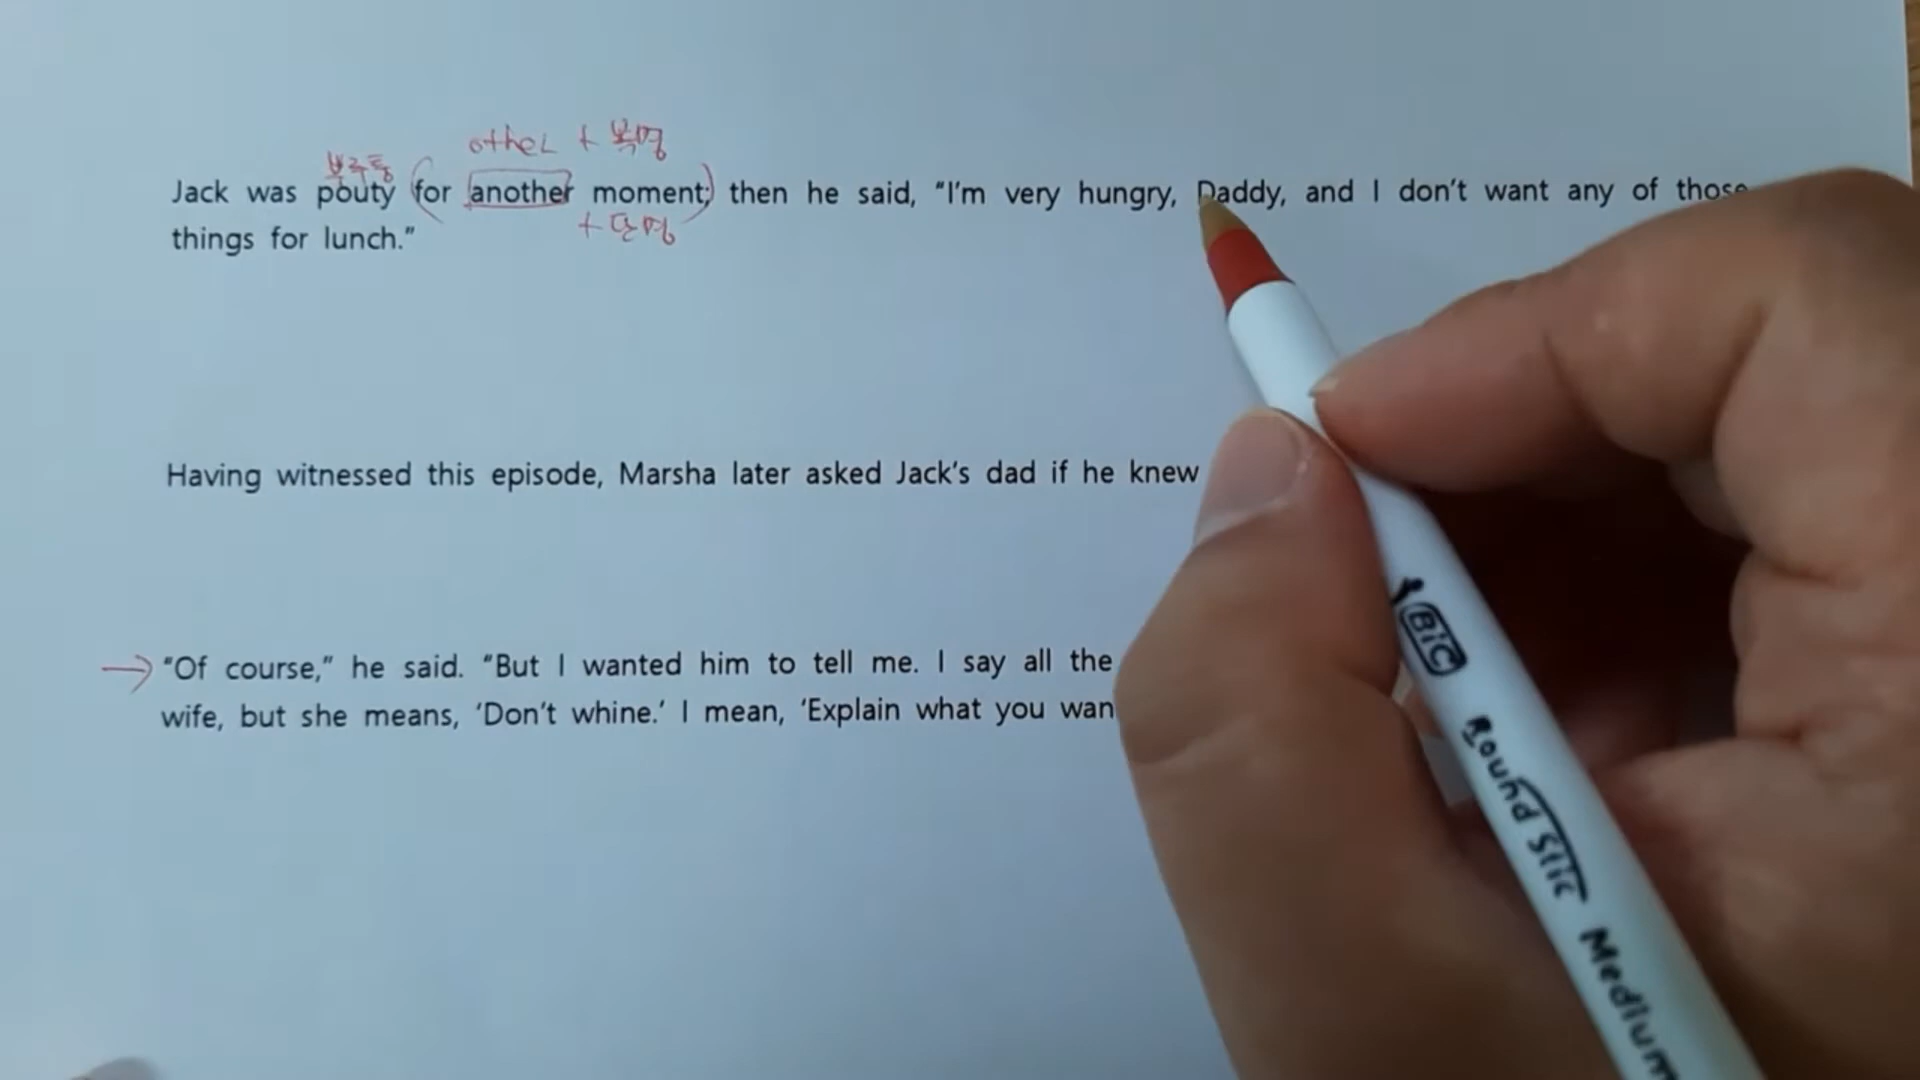 other + 복명
뾰루퉁
Jack was pouty for another moment; then he said, “I’m very hungry, Daddy, and I don’t want any of those
+ 단명
things for lunch.”
Having witnessed this episode, Marsha later asked Jack’s dad if he knew
→ “Of course,” he said. “But I wanted him to tell me. I say all the
wife, but she means, ‘Don’t whine.’ I mean, ‘Explain what you wan
BiC
Round Stic
Medium